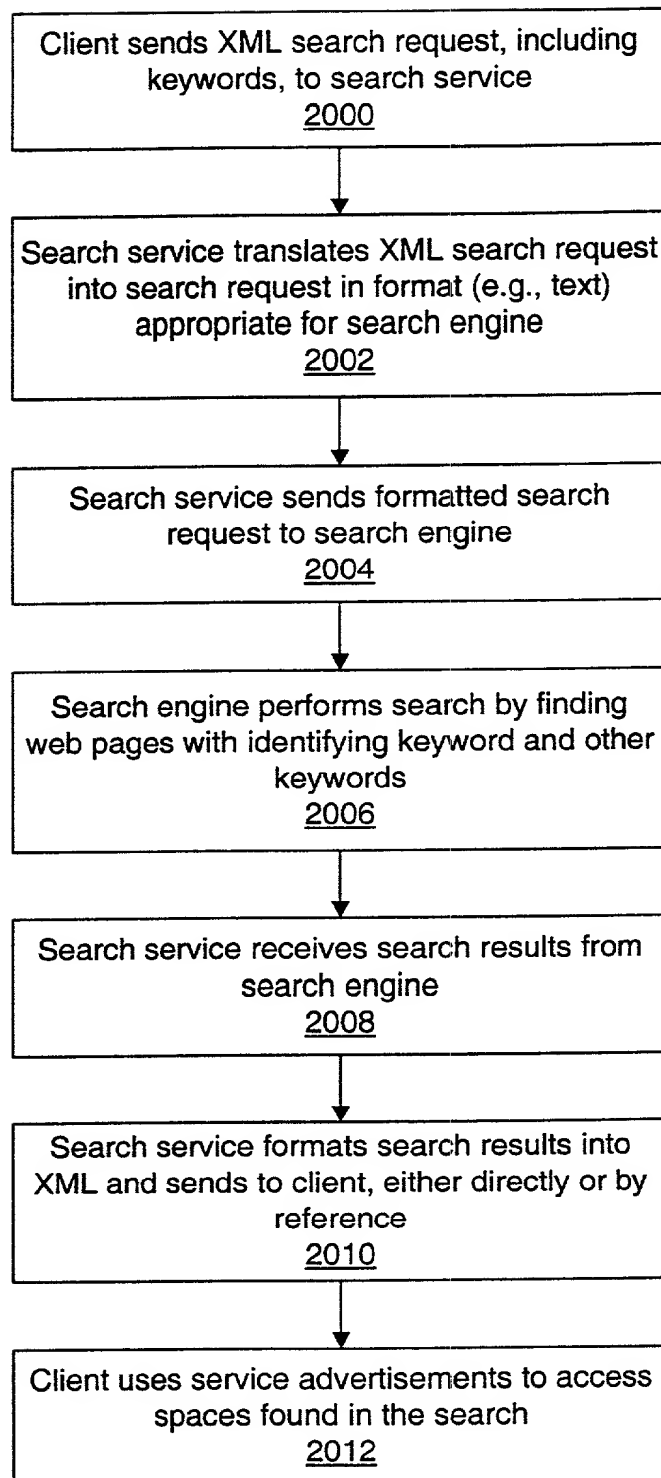 Client sends XML search request, including
keywords, to search service
2000
Search service translates XML search request
into search request in format (e.g., text)
appropriate for search engine
2002
Search service sends formatted search
request to search engine
2004
Search engine performs search by finding
web pages with identifying keyword and other
keywords
2006
Search service receives search results from
search engine
2008
Search service formats search results into
XML and sends to client, either directly or by
reference
2010
Client uses service advertisements to access
spaces found in the search
2012